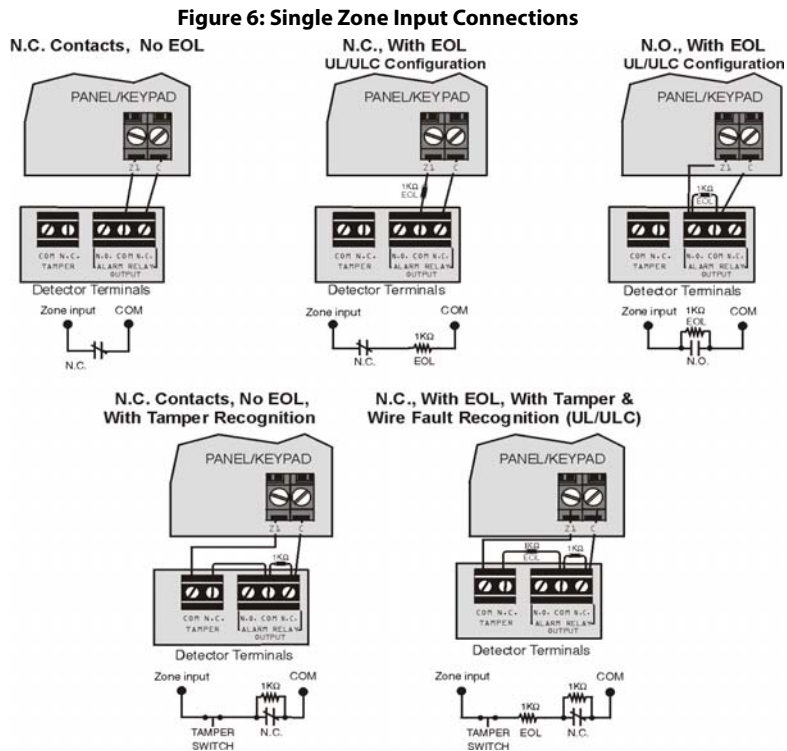 Figure 6: Single Zone Input Connections
N.C. Contacts, No EOL
PANEL/KEYPAD
Z1 C
COM N.C.
TAMPER
N.O. COM N.C.
ALARM RELAY
OUTPUT
Detector Terminals
Zone input COM
N.C.
N.C., With EOL
UL/ULC Configuration
PANEL/KEYPAD
Z1 C
1KΩ
EOL
COM N.C.
TAMPER
N.O. COM N.C.
ALARM RELAY
OUTPUT
Detector Terminals
Zone input COM
1KΩ
N.C. EOL
N.O., With EOL
UL/ULC Configuration
PANEL/KEYPAD
Z1 C
1KΩ
EOL
COM N.C.
TAMPER
N.O. COM N.C.
ALARM RELAY
OUTPUT
Detector Terminals
Zone input 1KΩ COM
EOL
N.O.
N.C. Contacts, No EOL,
With Tamper Recognition
PANEL/KEYPAD
Z1 C
1KΩ
COM N.C.
TAMPER
N.O. COM N.C.
ALARM RELAY
OUTPUT
Detector Terminals
Zone input COM
1KΩ
TAMPER N.C.
SWITCH
N.C., With EOL, With Tamper &
Wire Fault Recognition (UL/ULC)
PANEL/KEYPAD
Z1 C
1KΩ 1KΩ
EOL
COM N.C.
TAMPER
N.O. COM N.C.
ALARM RELAY
OUTPUT
Detector Terminals
Zone input COM
1KΩ 1KΩ
TAMPER EOL N.C.
SWITCH